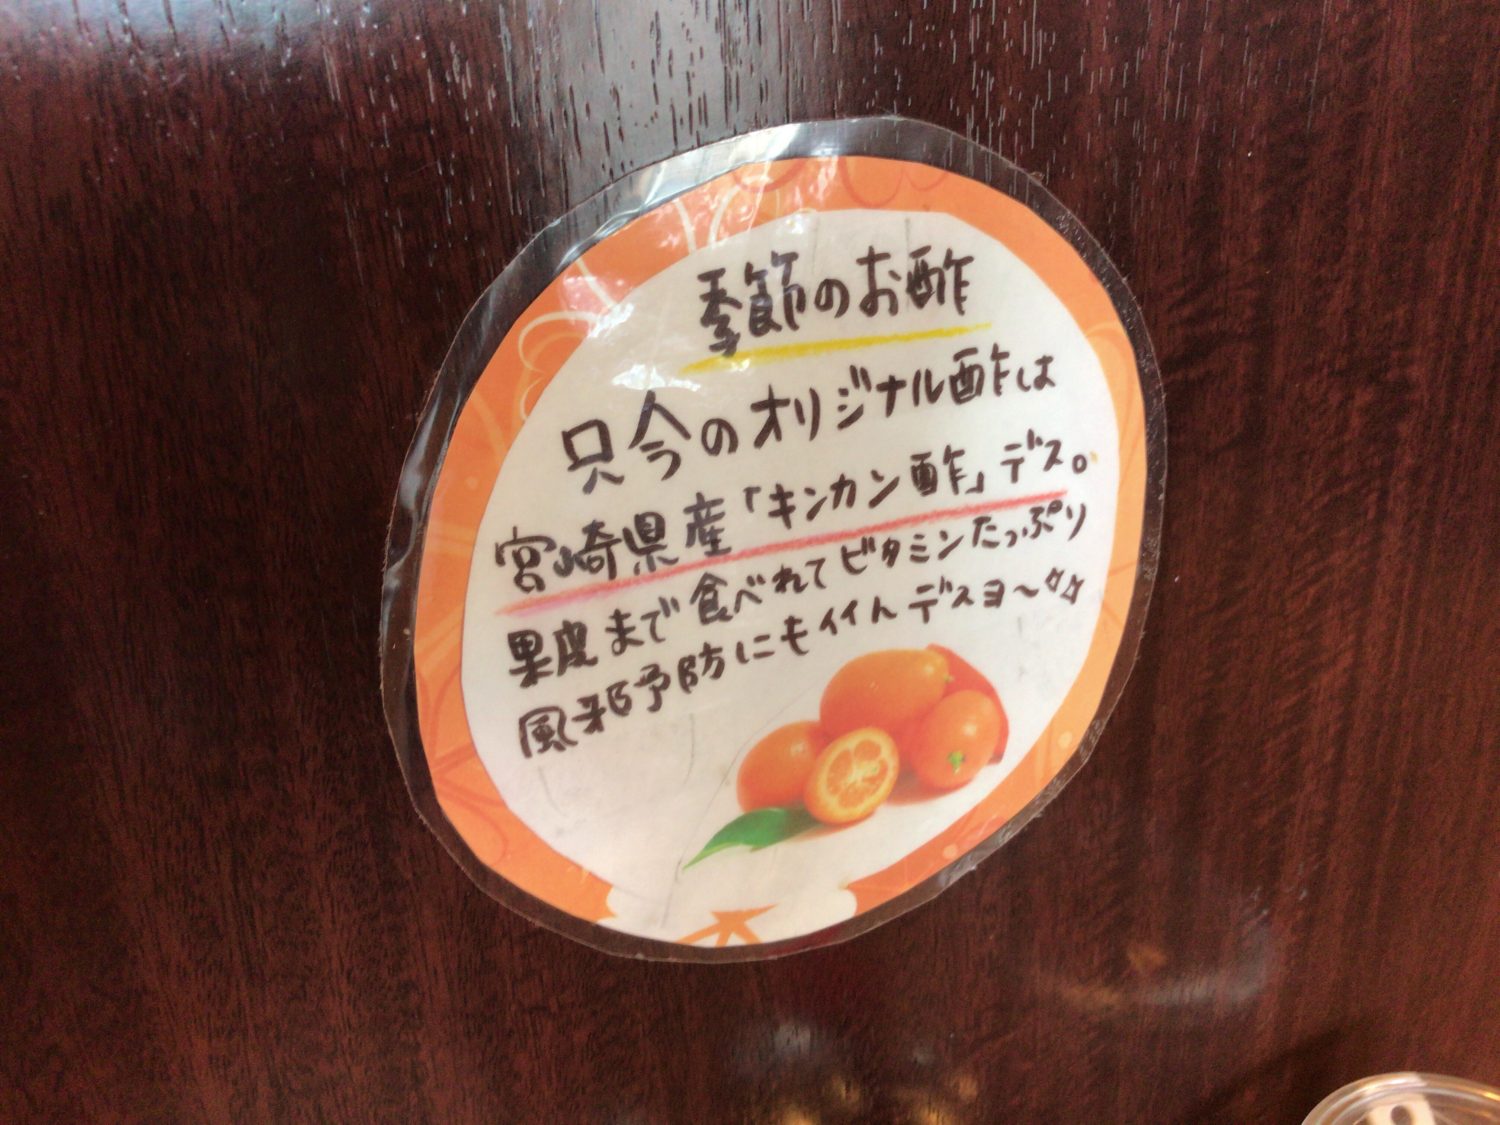 季節のお酢
只今のオリジナル酢は
宮崎県産「キンカン酢」デス。
果皮まで食べれてビタミンたっぷり
風邪予防にもイイんデスヨ〜☆☆